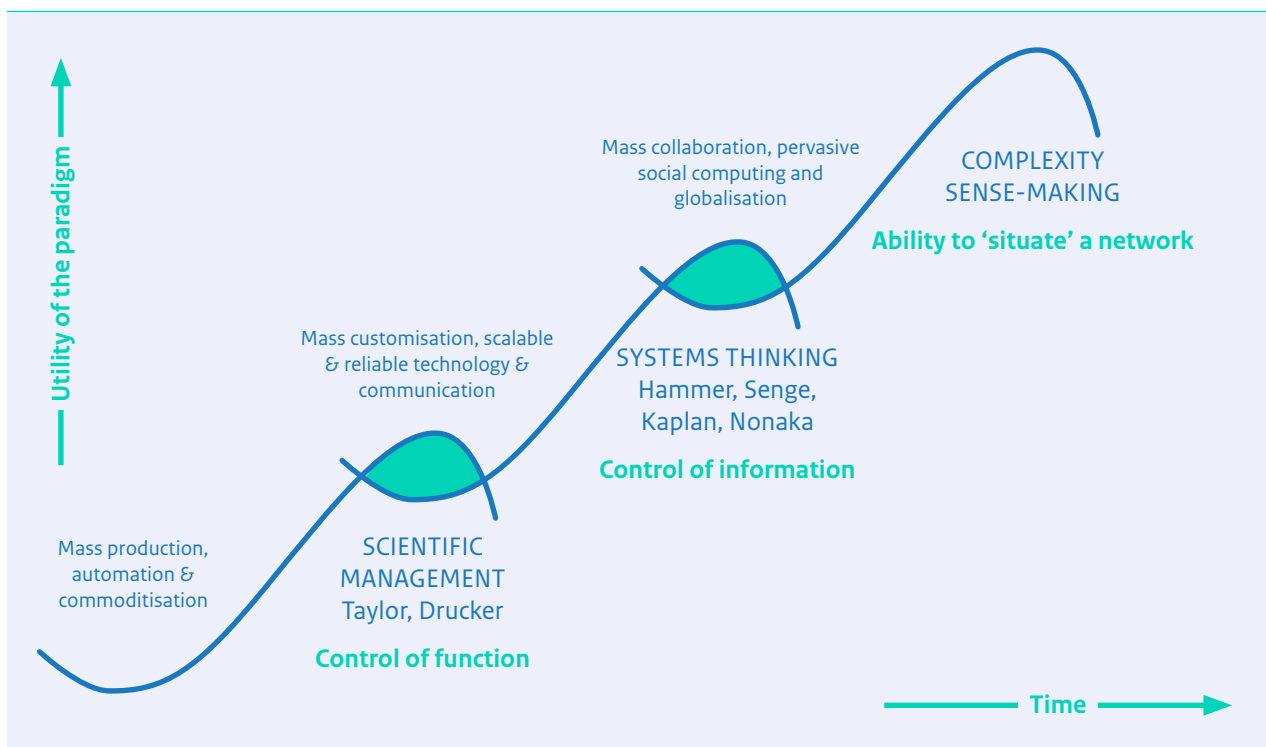 Utility of the paradigm
Mass production,
automation &
commoditisation
SCIENTIFIC
MANAGEMENT
Taylor, Drucker
Control of function
Mass customisation, scalable
& reliable technology &
communication
SYSTEMS THINKING
Hammer, Senge,
Kaplan, Nonaka
Control of information
Mass collaboration, pervasive
social computing and
globalisation
COMPLEXITY
SENSE-MAKING
Ability to ‘situate’ a network
Time